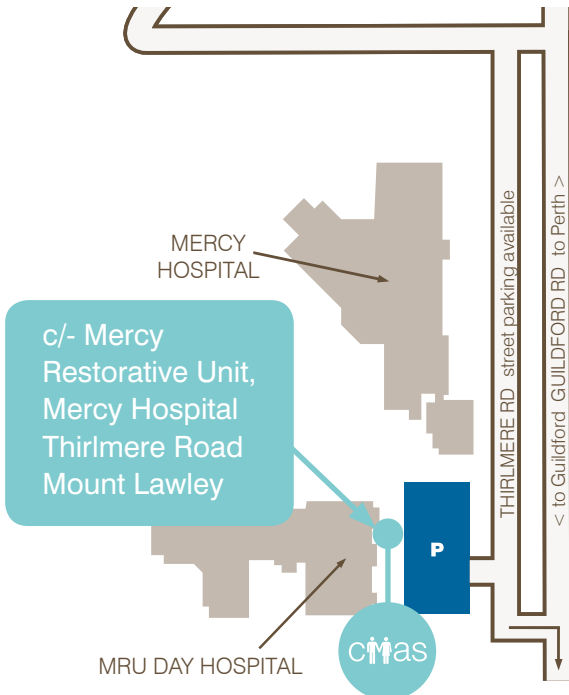 MERCY
HOSPITAL
c/- Mercy
Restorative Unit,
Mercy Hospital
Thirlmere Road
Mount Lawley
THIRLMERE RD street parking available
< to Guildford GUILDFORD RD to Perth >
P
cmas
MRU DAY HOSPITAL